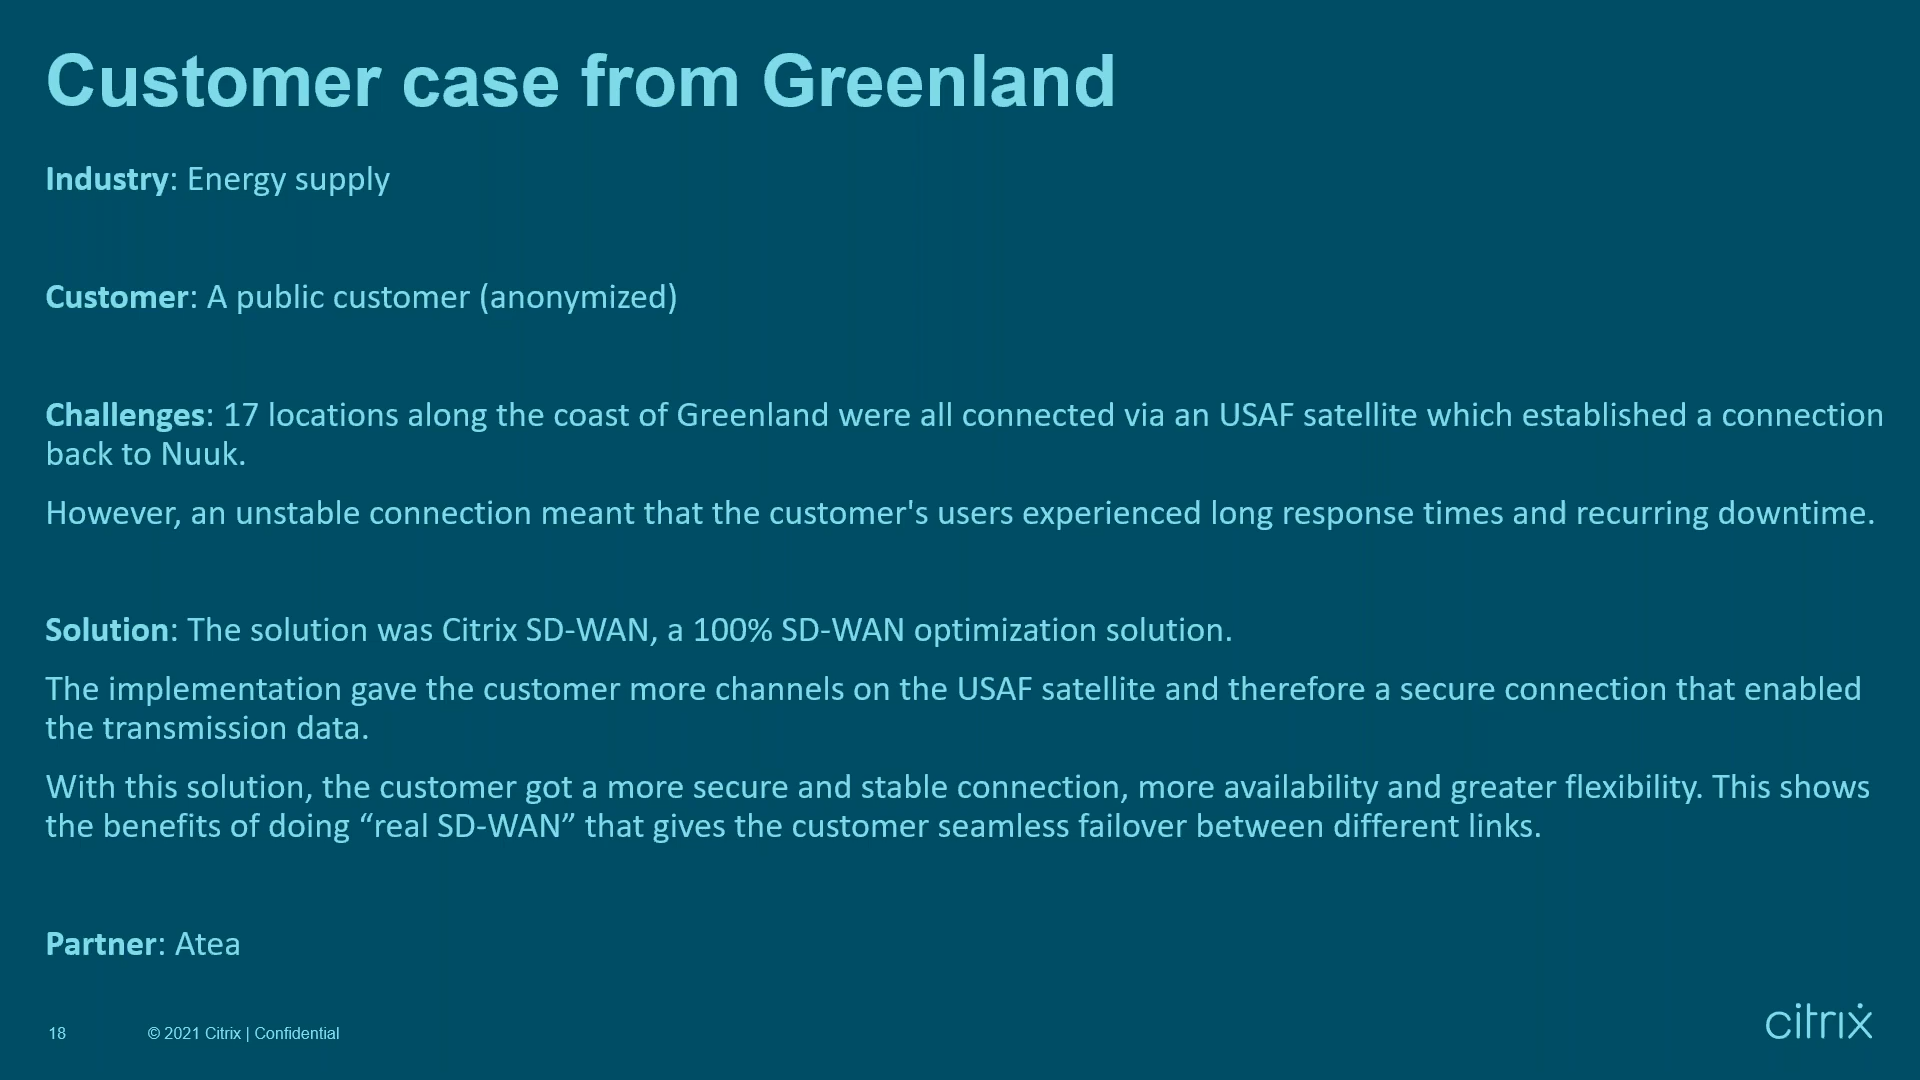 Customer case from Greenland
Industry: Energy supply
Customer: A public customer (anonymized)
Challenges: 17 locations along the coast of Greenland were all connected via an USAF satellite which established a connection
back to Nuuk.
However, an unstable connection meant that the customer's users experienced long response times and recurring downtime.
Solution: The solution was Citrix SD-WAN, a 100% SD-WAN optimization solution.
The implementation gave the customer more channels on the USAF satellite and therefore a secure connection that enabled
the transmission data.
With this solution, the customer got a more secure and stable connection, more availability and greater flexibility. This shows
the benefits of doing “real SD-WAN” that gives the customer seamless failover between different links.
Partner: Atea
18 © 2021 Citrix | Confidential
citrix